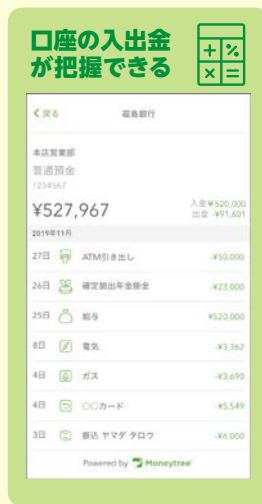 口座の入出金
が把握できる
+ %
× =
< 戻る 福島銀行
本店営業部
普通預金
1234567
¥527,967
入金 ¥520,000
出金 -¥91,601
2019年11月
27日 ATM引き出し -¥50,000
26日 確定拠出年金掛金 -¥23,000
25日 給与 ¥520,000
8日 電気 -¥3,362
4日 ガス -¥3,690
4日 ○○カード -¥5,549
3日 振込 ヤマダ タロウ -¥6,000
Powered by Moneytree